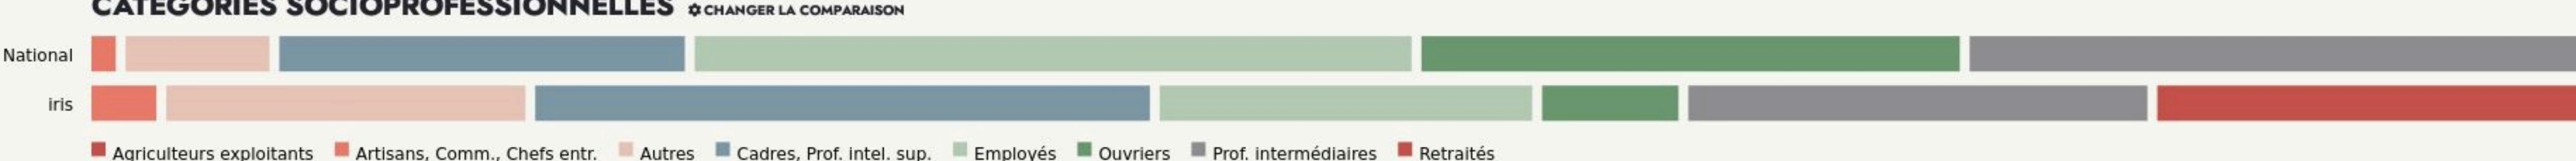 CATÉGORIES SOCIOPROFESSIONNELLES CHANGER LA COMPARAISON
National
iris
Agriculteurs exploitants Artisans, Comm., Chefs entr. Autres Cadres, Prof. intel. sup. Employés Ouvriers Prof. intermédiaires Retraités